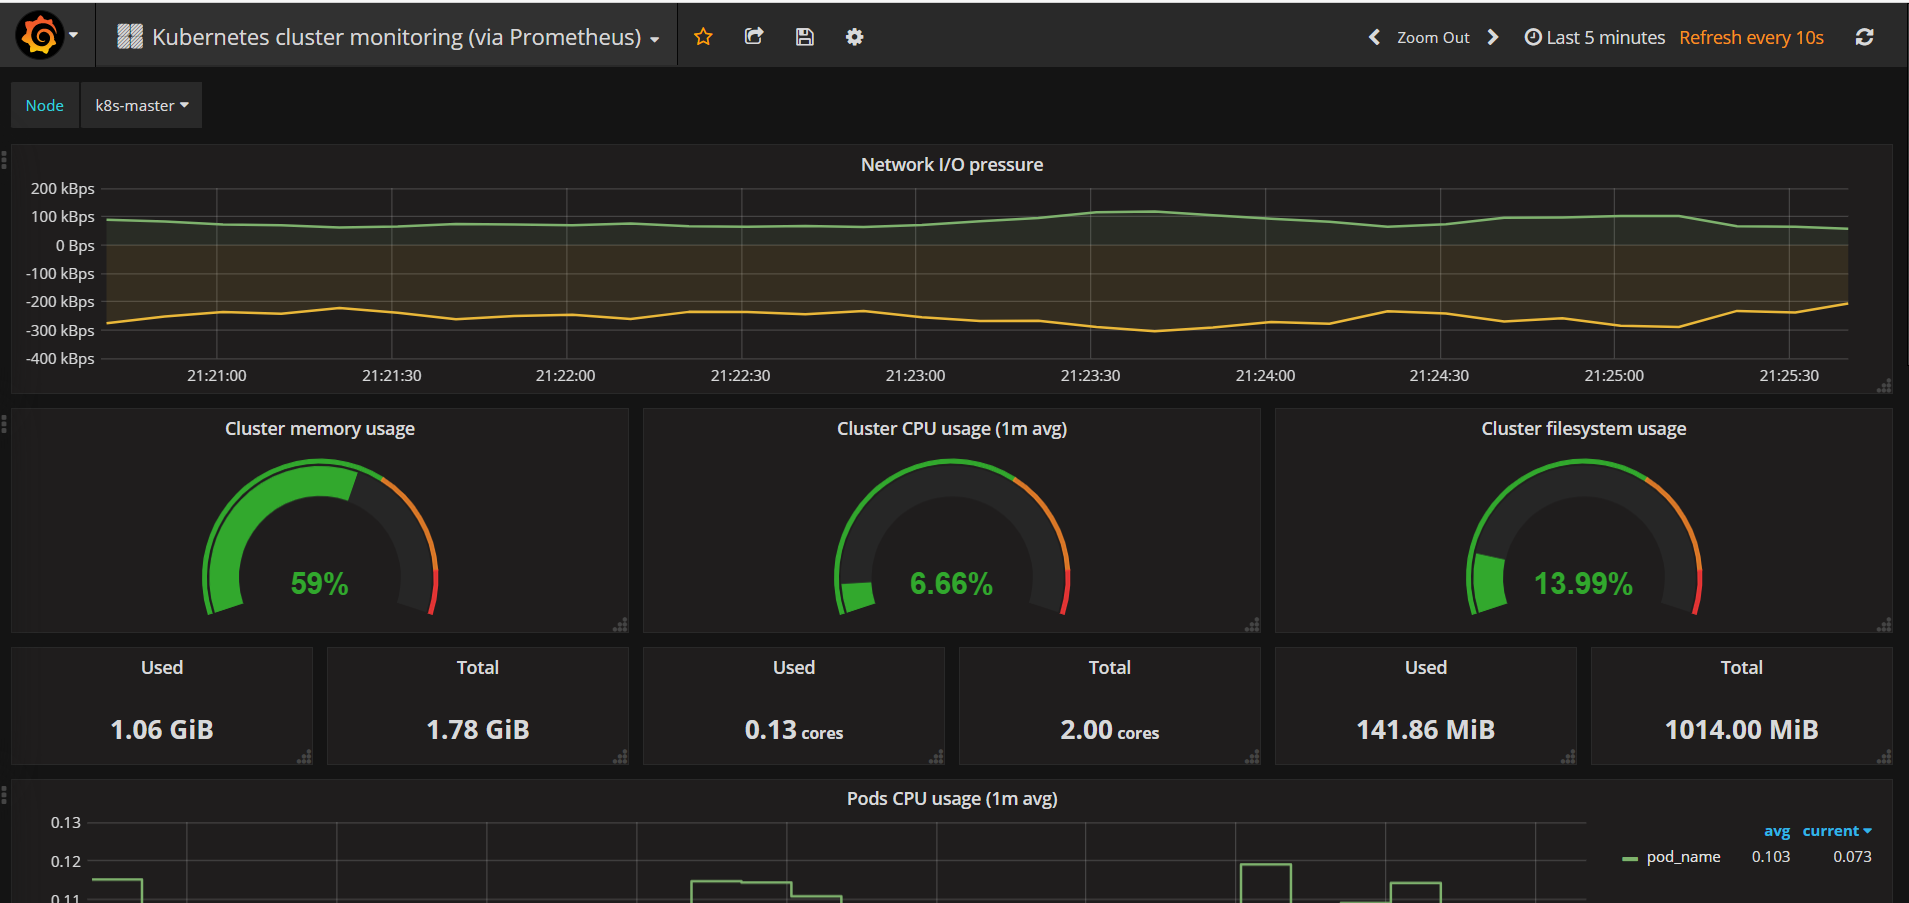 Kubernetes cluster monitoring (via Prometheus)
Zoom Out
Last 5 minutes
Refresh every 10s
Node
k8s-master
Network I/O pressure
200 kBps
100 kBps
0 Bps
-100 kBps
-200 kBps
-300 kBps
-400 kBps
21:21:00 21:21:30 21:22:00 21:22:30 21:23:00 21:23:30 21:24:00 21:24:30 21:25:00 21:25:30
Cluster memory usage
59%
Cluster CPU usage (1m avg)
6.66%
Cluster filesystem usage
13.99%
Used
1.06 GiB
Total
1.78 GiB
Used
0.13 cores
Total
2.00 cores
Used
141.86 MiB
Total
1014.00 MiB
Pods CPU usage (1m avg)
0.13
0.12
0.11
avg current
pod_name 0.103 0.073